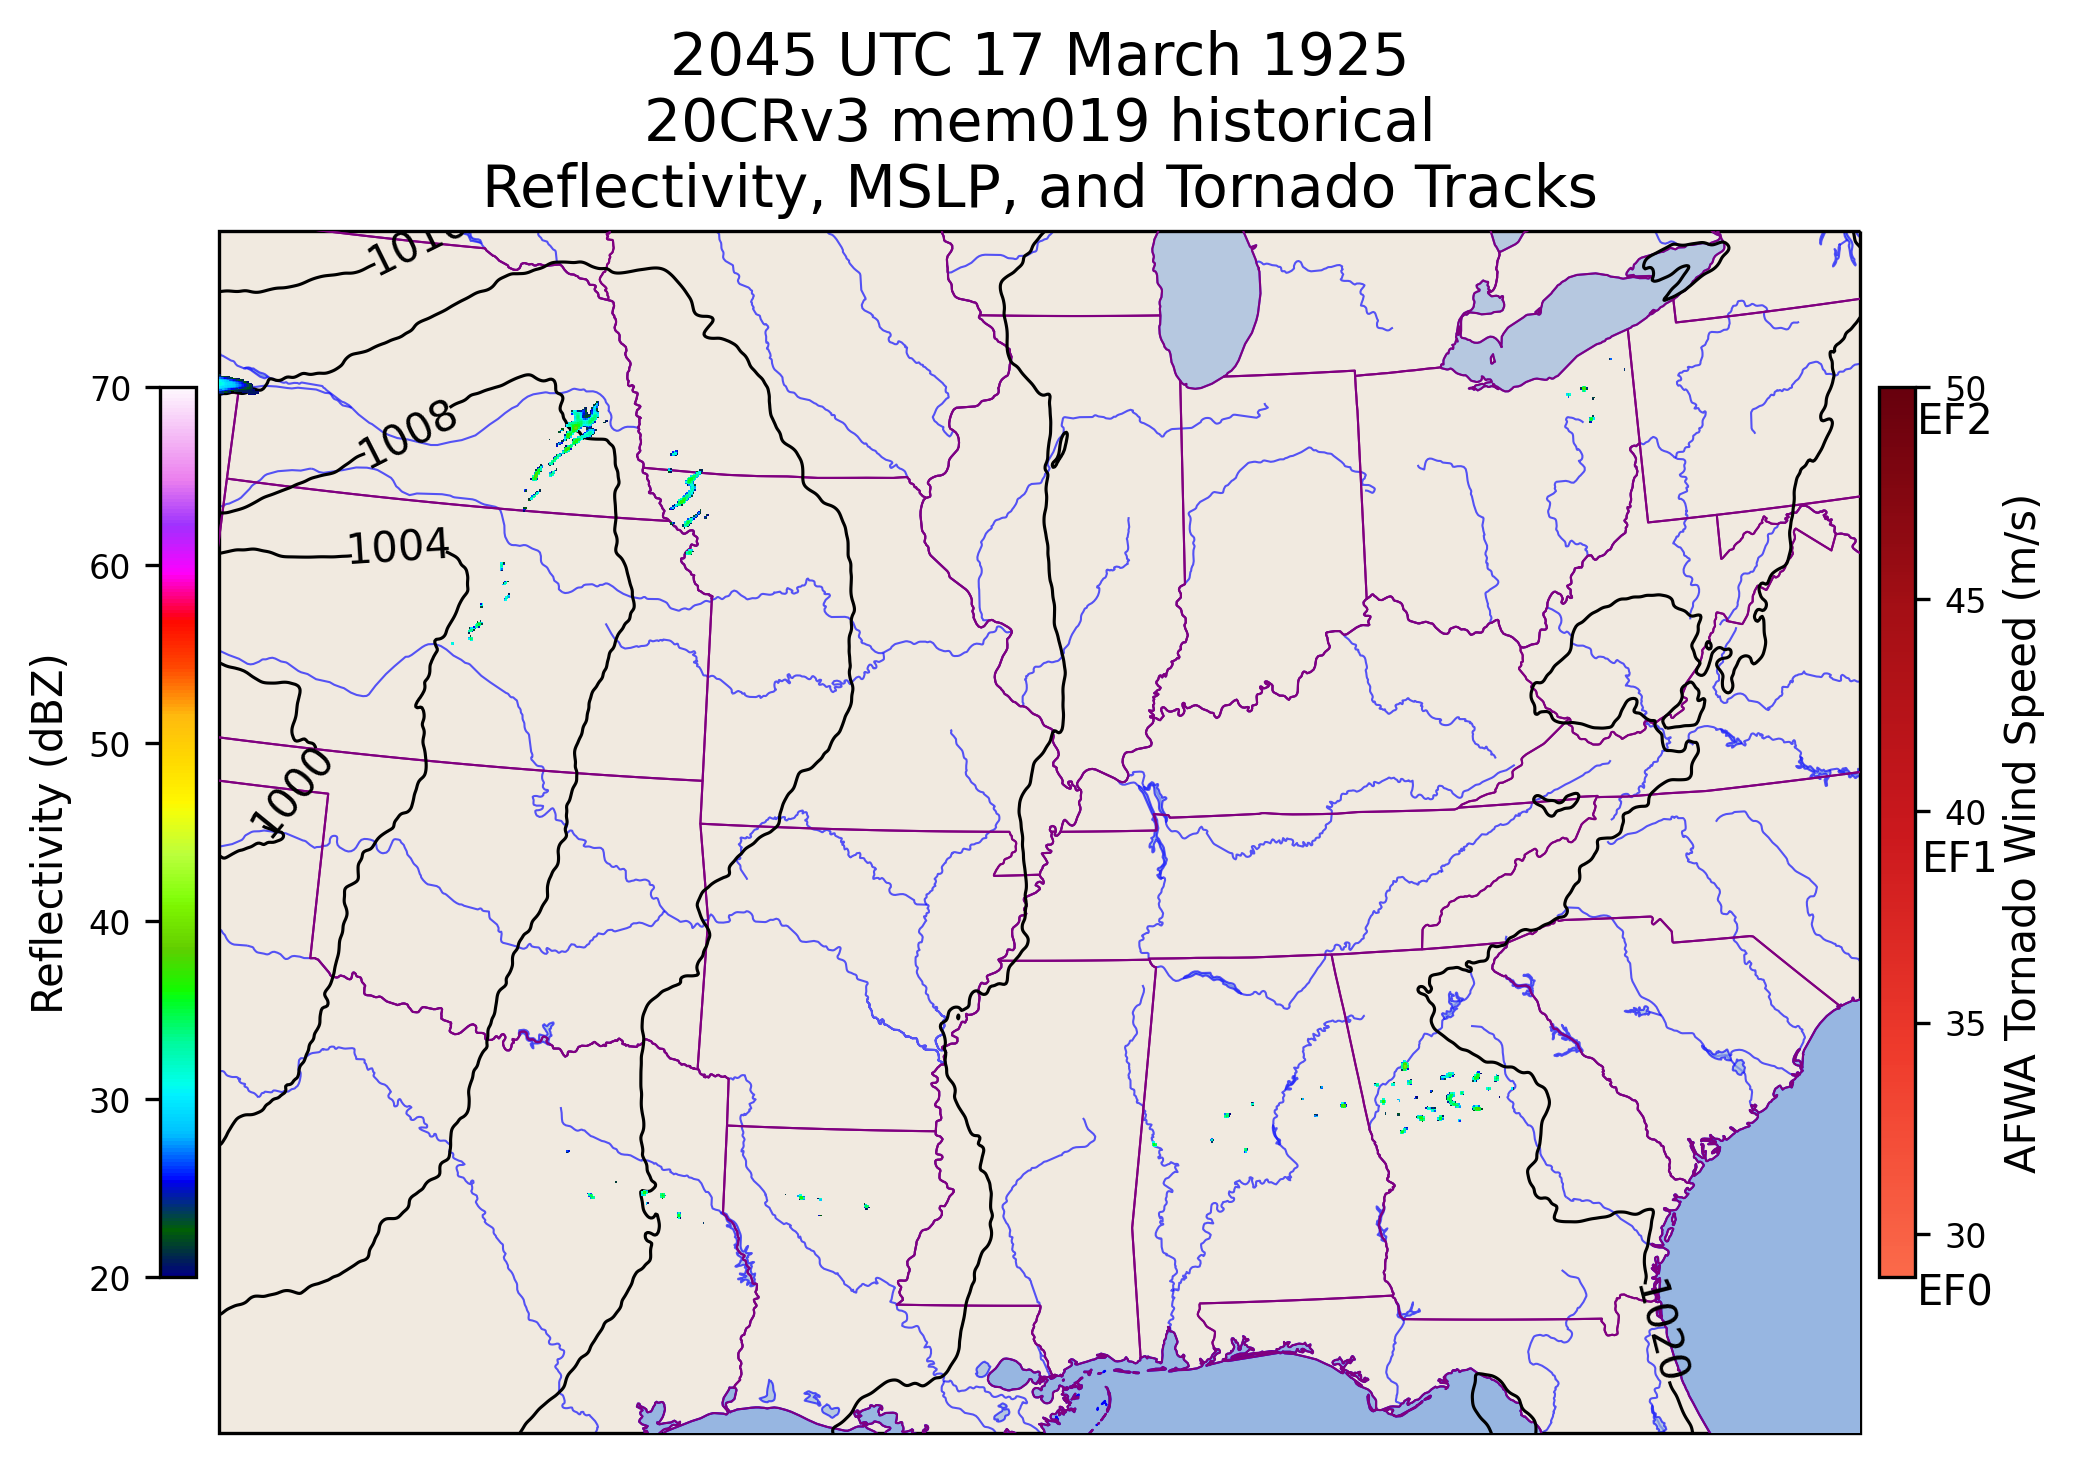 2045 UTC 17 March 1925
20CRv3 mem019 historical
Reflectivity, MSLP, and Tornado Tracks
1008
1004
1000
1020
Reflectivity (dBZ)
70
60
50
40
30
20
50
EF2
45
40
EF1
35
30
EF0
AFWA Tornado Wind Speed (m/s)